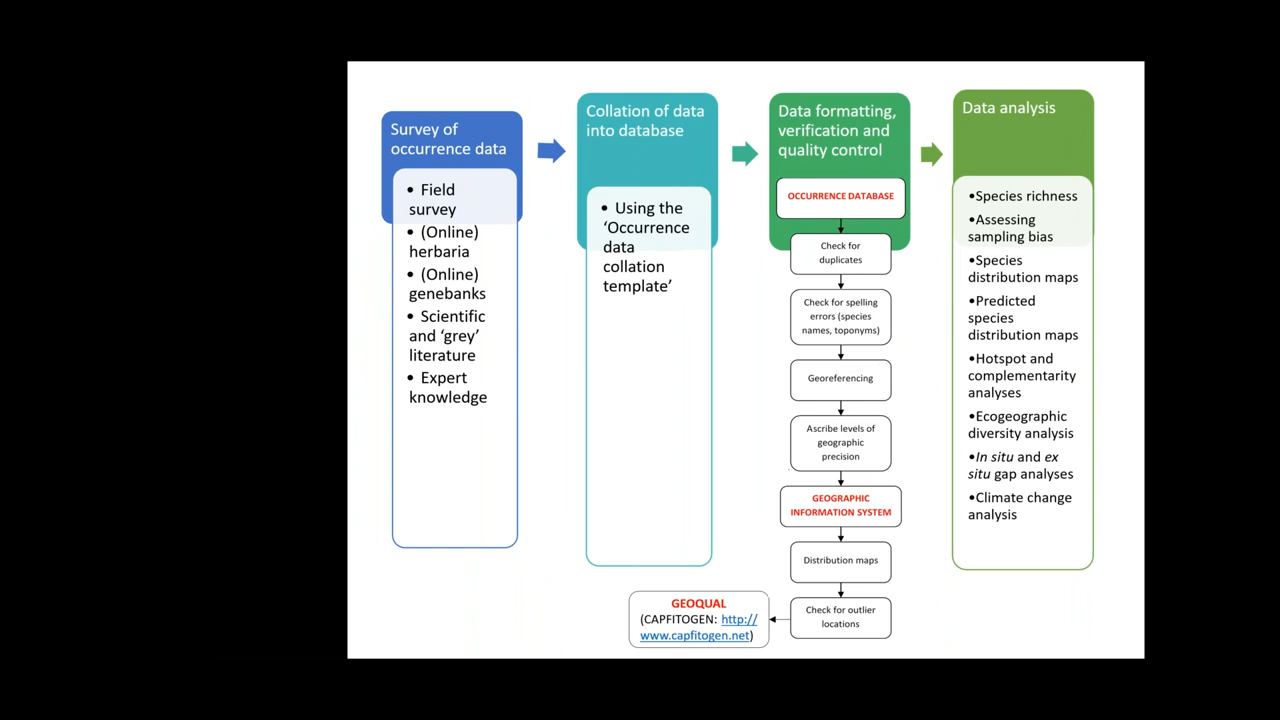 Survey of
occurrence data
• Field
survey
• (Online)
herbaria
• (Online)
genebanks
• Scientific
and ‘grey’
literature
• Expert
knowledge
Collation of data
into database
• Using the
‘Occurrence
data
collation
template’
Data formatting,
verification and
quality control
OCCURRENCE DATABASE
Check for
duplicates
Check for spelling
errors (species
names, toponyms)
Georeferencing
Ascribe levels of
geographic
precision
GEOGRAPHIC
INFORMATION SYSTEM
Distribution maps
Check for outlier
locations
GEOQUAL
(CAPFITOGEN: http://
www.capfitogen.net)
Data analysis
•Species richness
•Assessing
sampling bias
•Species
distribution maps
•Predicted
species
distribution maps
•Hotspot and
complementarity
analyses
•Ecogeographic
diversity analysis
•In situ and ex
situ gap analyses
•Climate change
analysis